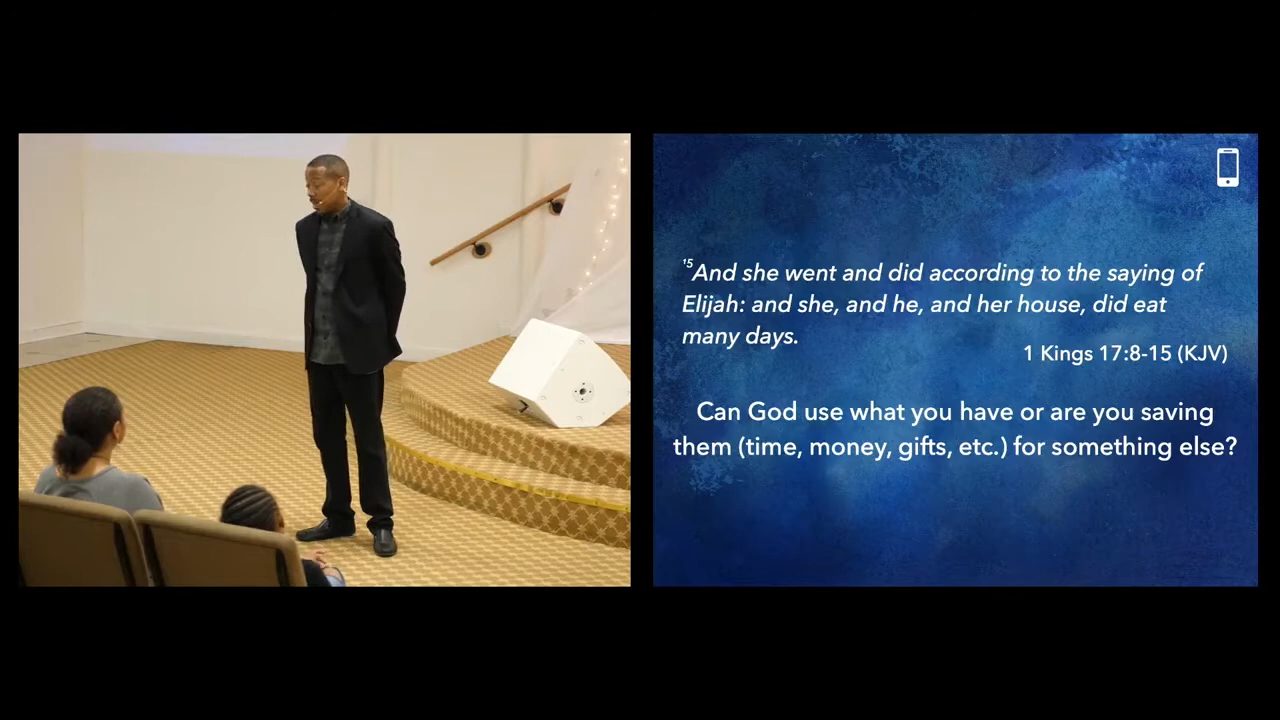 ¹⁵And she went and did according to the saying of
Elijah: and she, and he, and her house, did eat
many days.
1 Kings 17:8-15 (KJV)
Can God use what you have or are you saving
them (time, money, gifts, etc.) for something else?